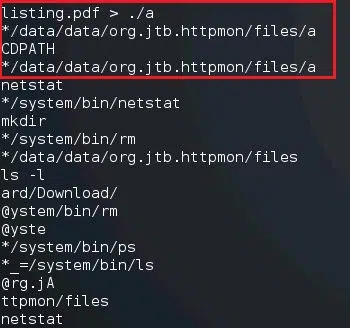 listing.pdf > ./a
*/data/data/org.jtb.httpmon/files/a
CDPATH
*/data/data/org.jtb.httpmon/files/a
netstat
*/system/bin/netstat
mkdir
*/system/bin/rm
*/data/data/org.jtb.httpmon/files
ls -l
ard/Download/
@ystem/bin/rm
@yste
*/system/bin/ps
*_=/system/bin/ls
@rg.jA
ttpmon/files
netstat